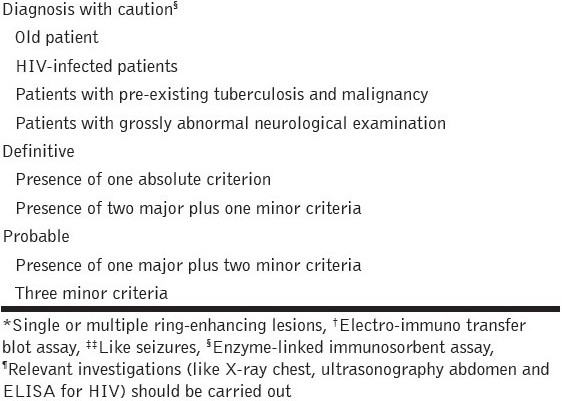 Diagnosis with caution§
Old patient
HIV-infected patients
Patients with pre-existing tuberculosis and malignancy
Patients with grossly abnormal neurological examination
Definitive
Presence of one absolute criterion
Presence of two major plus one minor criteria
Probable
Presence of one major plus two minor criteria
Three minor criteria
*Single or multiple ring-enhancing lesions, †Electro-immuno transfer
blot assay, ‡‡Like seizures, §Enzyme-linked immunosorbent assay,
¶Relevant investigations (like X-ray chest, ultrasonography abdomen and
ELISA for HIV) should be carried out